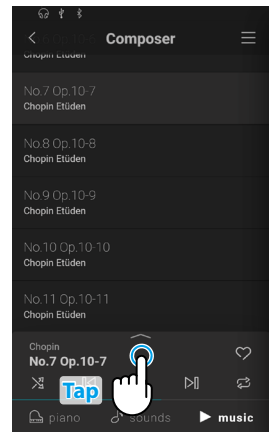 Composer
Chopin Etüden
No.7 Op.10-7
Chopin Etüden
No.8 Op.10-8
Chopin Etüden
No.9 Op.10-9
Chopin Etüden
No.10 Op.10-10
Chopin Etüden
No.11 Op.10-11
Chopin Etüden
Chopin
No.7 Op.10-7
Tap
piano sounds music